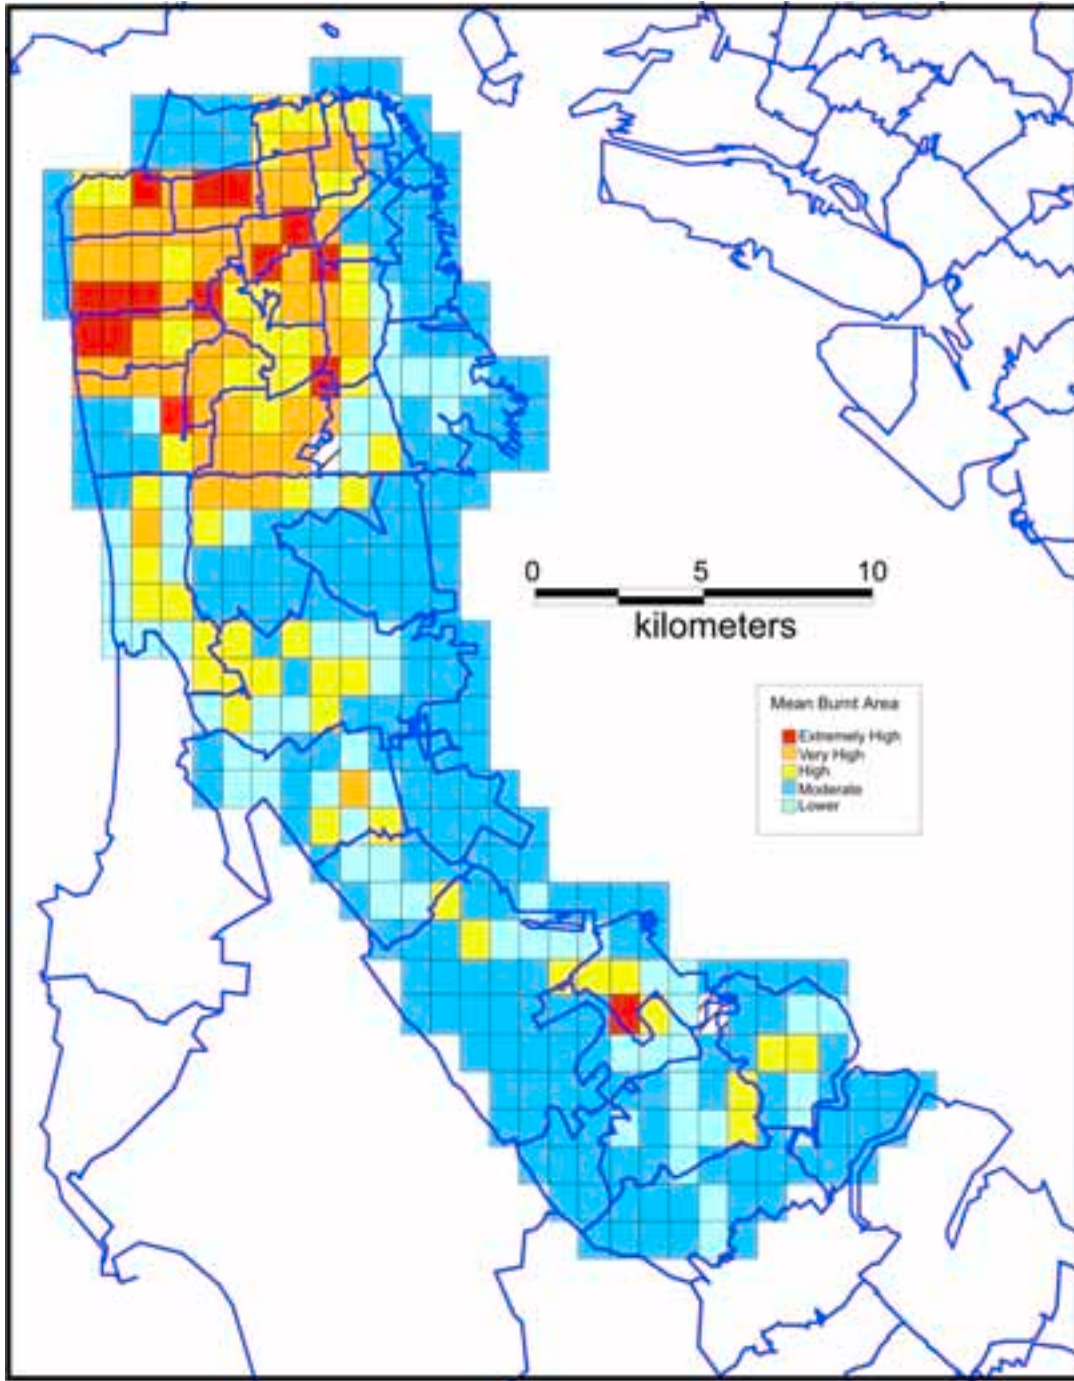 0 5 10
kilometers
Mean Burnt Area
Extremely High
Very High
High
Moderate
Lower